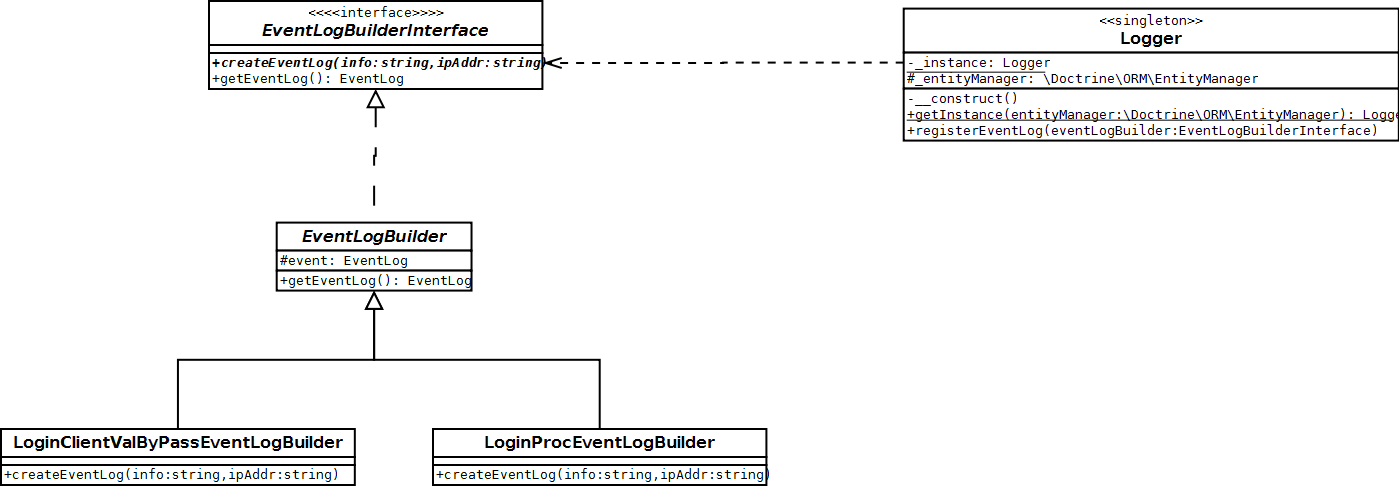 <<<<interface>>>>
EventLogBuilderInterface
+createEventLog(info:string,ipAddr:string)
+getEventLog(): EventLog
<<singleton>>
Logger
-_instance: Logger
#_entityManager: \Doctrine\ORM\EntityManager
-__construct()
+getInstance(entityManager:\Doctrine\ORM\EntityManager): Logge
+registerEventLog(eventLogBuilder:EventLogBuilderInterface)
EventLogBuilder
#event: EventLog
+getEventLog(): EventLog
LoginClientValByPassEventLogBuilder
+createEventLog(info:string,ipAddr:string)
LoginProcEventLogBuilder
+createEventLog(info:string,ipAddr:string)